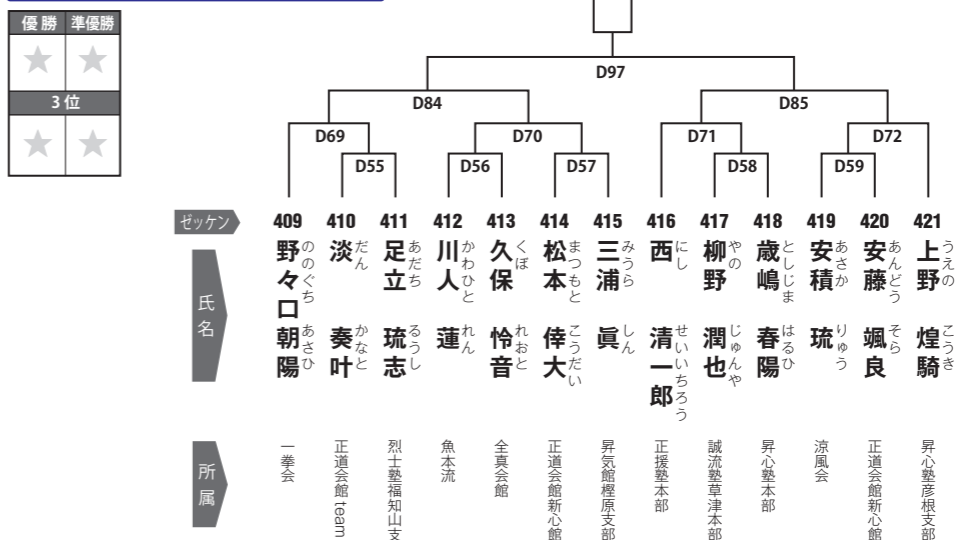 優勝 準優勝
3位
D97
D84 D85
D69 D70 D71 D72
D55 D56 D57 D58 D59
ゼッケン 409 410 411 412 413 414 415 416 417 418 419 420 421
氏名
野々口 朝陽 ののぐち あさひ
淡 奏叶 だん かなと
足立 琉志 あだち るうし
川人 蓮 かわひと れん
久保 怜音 くぼ れおと
松本 倖大 まつもと こうだい
三浦 眞 みうら しん
西 清一郎 にし せいいちろう
柳野 潤也 やの じゅんや
歳嶋 春陽 としじま はるひ
安積 琉 あさか りゅう
安藤 颯良 あんどう そら
上野 煌騎 うえの こうき
所属
一拳会
正道会館 team
烈士塾福知山支
魚本流
全真会館
正道会館新心館
昇気館樫原支部
正援塾本部
誠流塾草津本部
昇心塾本部
涼風会
正道会館新心館
昇心塾彦根支部